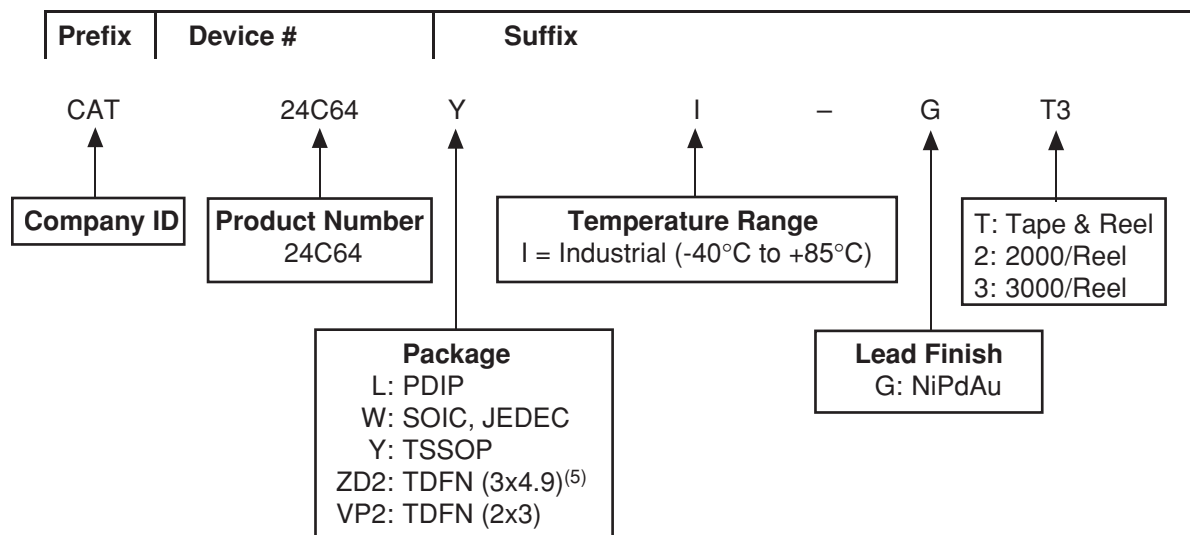 Prefix Device # Suffix
CAT 24C64 Y I – G T3
Company ID
Product Number
24C64
Temperature Range
I = Industrial (-40°C to +85°C)
T: Tape & Reel
2: 2000/Reel
3: 3000/Reel
Package
L: PDIP
W: SOIC, JEDEC
Y: TSSOP
ZD2: TDFN (3x4.9)(5)
VP2: TDFN (2x3)
Lead Finish
G: NiPdAu